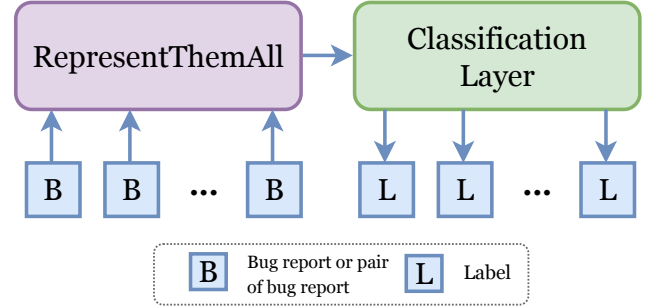 RepresentThemAll
Classification
Layer
B B ... B L L ... L
B Bug report or pair
of bug report
L Label